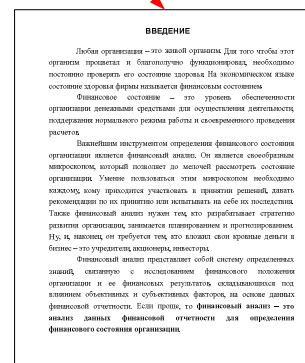 ВВЕДЕНИЕ
Любая организация – это живой организм. Для того чтобы этот
организм процветал и благополучно функционировал, необходимо
постоянно проверять его состояние здоровья. На экономическом языке
состояние здоровья фирмы называется финансовым состоянием.
Финансовое состояние – это уровень обеспеченности
организации денежными средствами для осуществления деятельности,
поддержания нормального режима работы и своевременного проведения
расчетов.
Важнейшим инструментом определения финансового состояния
организации является финансовый анализ. Он является своеобразным
микроскопом, который позволяет до мелочей рассмотреть состояние
организации. Умение пользоваться этим микроскопом необходимо
каждому, кому приходится участвовать в принятии решений, давать
рекомендации по их принятию или испытывать на себе их последствия.
Также финансовый анализ нужен тем, кто разрабатывает стратегию
развития организации, занимается планированием и прогнозированием.
Ну, и, наконец, он требуется тем, кто вложил свои кровные деньги в
бизнес – это учредители, акционеры, инвесторы.
Финансовый анализ представляет собой систему определенных
знаний, связанную с исследованием финансового положения
организации и ее финансовых результатов, складывающихся под
влиянием объективных и субъективных факторов, на основе данных
финансовой отчетности. Если проще, то финансовый анализ – это
анализ данных финансовой отчетности для определения
финансового состояния организации.